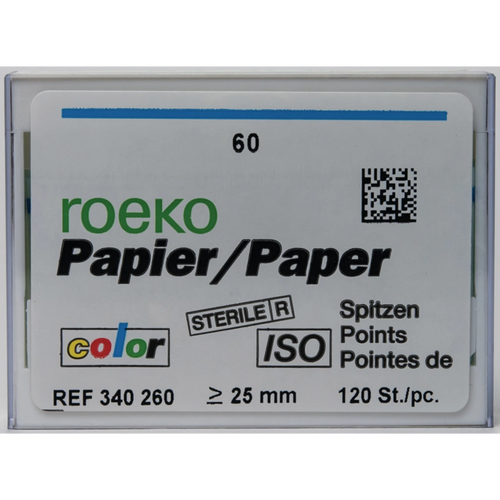 60
roeko
Papier/Paper
STERILE R
Spitzen
Points
Pointes de
color
ISO
REF 340 260
≥ 25 mm
120 St./pc.